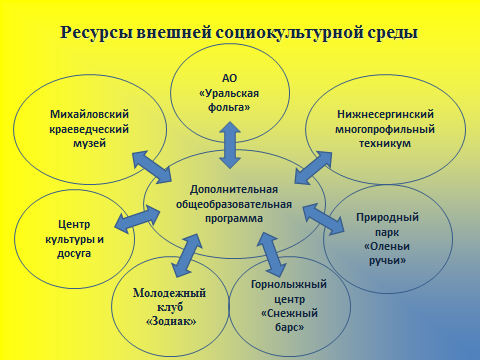 Ресурсы внешней социокультурной среды
АО
«Уральская
фольга»
Михайловский
краеведческий
музей
Нижнесергинский
многопрофильный
техникум
Дополнительная
общеобразовательная
программа
Центр
культуры и
досуга
Природный
парк
«Оленьи
ручьи»
Молодежный
клуб
«Зодиак»
Горнолыжный
центр
«Снежный
барс»